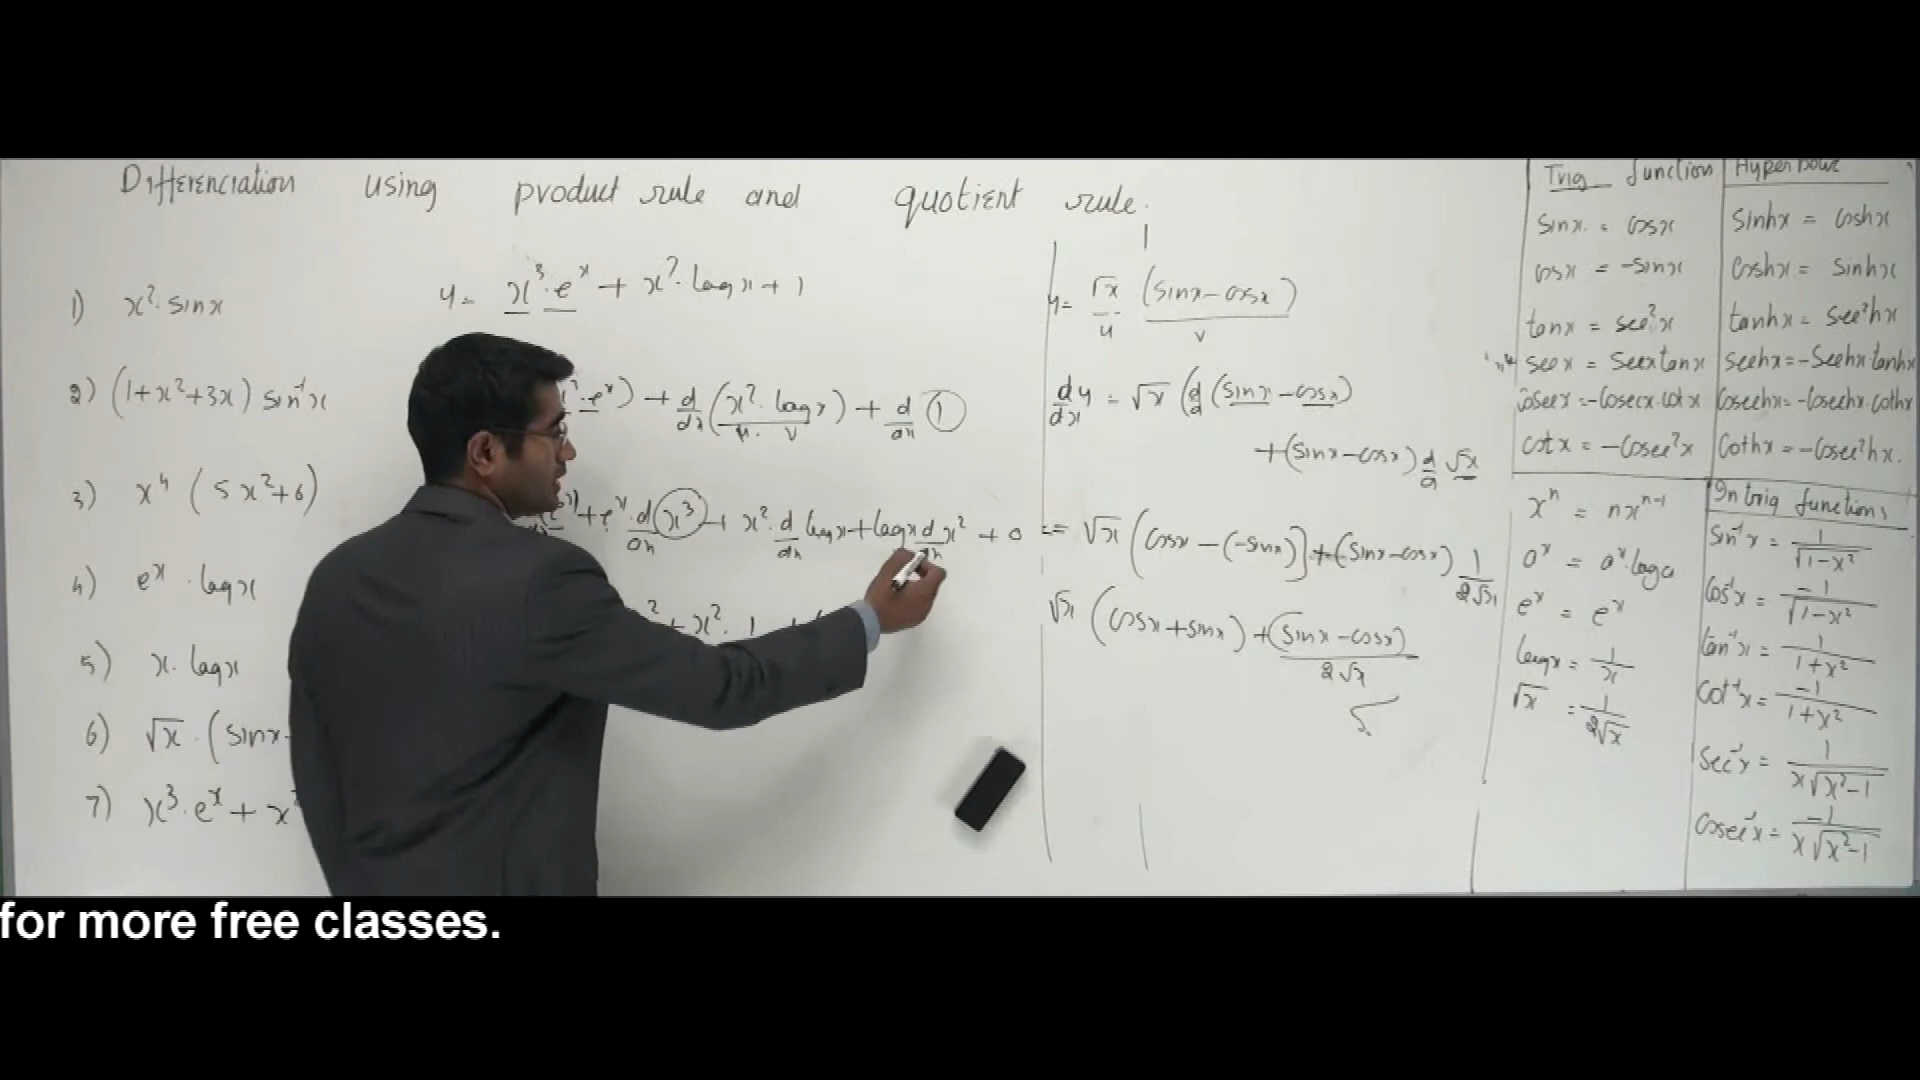 Differenciation using product rule and quotient rule.
1) x². sinx
2) (1+x²+3x) sin⁻¹x
3) x⁴ (5x²+6)
4) eˣ . logx
5) x. logx
6) √x . (sinx-
7) x³. eˣ + x²
y = x³. eˣ + x². logx + 1
. eˣ) + d/dx (x². logx) + d/dx (1)
u. v
+ eˣ. d/dx (x³) + x². d/dx logx + logx d/dx x² + 0
+ x². 1
y = √x (sinx - cosx)
u v
dy/dx = √x (d/d (sinx - cosx)
+ (sinx - cosx) d/d √x
= √x (cosx - (-sinx)] + (sinx - cosx) 1/2√x
√x (cosx + sinx) + (sinx - cosx)/2√x
Trig function
sinx = cosx
cosx = -sinx
tanx = sec²x
secx = secxtanx
cosecx = -cosecx.cotx
cotx = -cosec²x
sinhx = coshx
coshx = sinhx
tanhx = sec²hx
sechx = -sechx.tanhx
cosechx = -cosechx.cothx
cothx = -cosec²hx.
xⁿ = nxⁿ⁻¹
aˣ = aˣ.loga
eˣ = eˣ
logx = 1/x
√x = 1/2√x
In trig functions
sin⁻¹x = 1/√1-x²
cos⁻¹x = -1/√1-x²
tan⁻¹x = 1/1+x²
cot⁻¹x = -1/1+x²
sec⁻¹x = 1/x√x²-1
cosec⁻¹x = -1/x√x²-1
for more free classes.